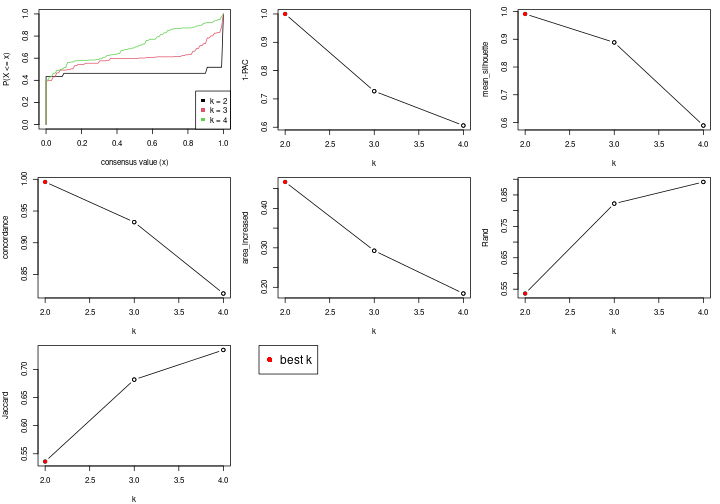 P(X <= x)
0.0 0.2 0.4 0.6 0.8 1.0
k = 2
k = 3
k = 4
0.0 0.2 0.4 0.6 0.8 1.0
consensus value (x)
1-PAC
0.6 0.7 0.8 0.9 1.0
2.0 2.5 3.0 3.5 4.0
k
mean_silhouette
0.6 0.7 0.8 0.9 1.0
2.0 2.5 3.0 3.5 4.0
k
concordance
0.85 0.90 0.95 1.00
2.0 2.5 3.0 3.5 4.0
k
area_increased
0.20 0.30 0.40
2.0 2.5 3.0 3.5 4.0
k
Rand
0.55 0.65 0.75 0.85
2.0 2.5 3.0 3.5 4.0
k
Jaccard
0.55 0.60 0.65 0.70
2.0 2.5 3.0 3.5 4.0
k
best k